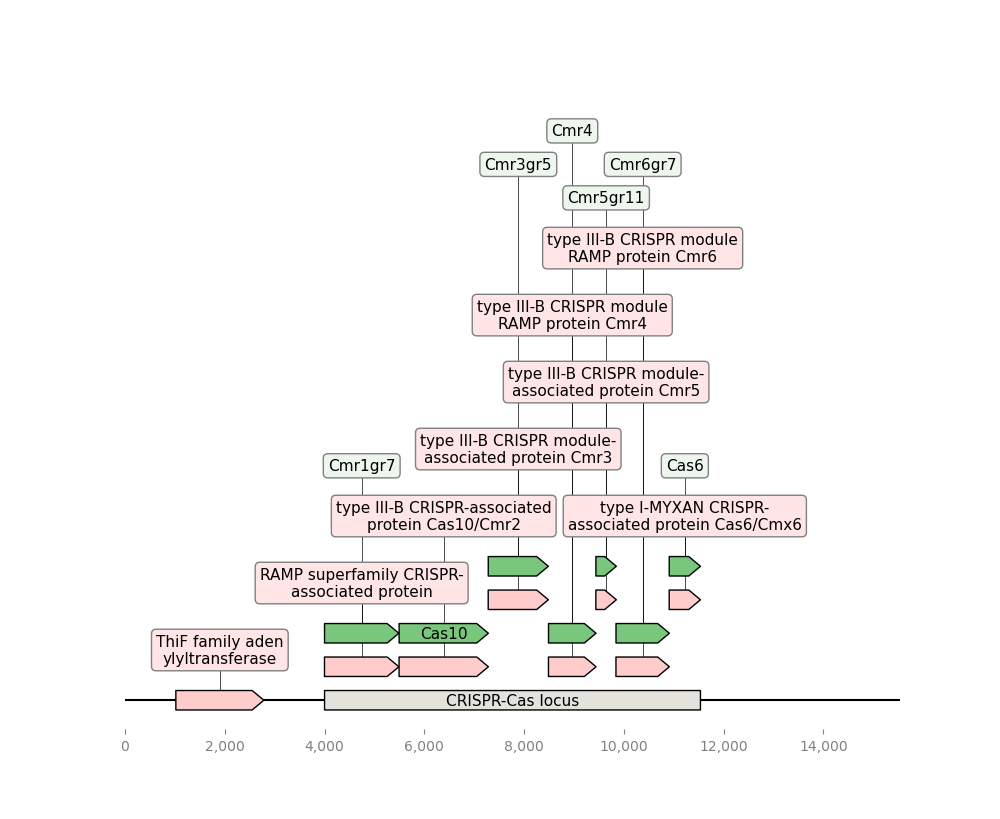 Cmr4
Cmr3gr5
Cmr6gr7
Cmr5gr11
type III-B CRISPR module
RAMP protein Cmr6
type III-B CRISPR module
RAMP protein Cmr4
type III-B CRISPR module-
associated protein Cmr5
type III-B CRISPR module-
associated protein Cmr3
Cmr1gr7
Cas6
type III-B CRISPR-associated
protein Cas10/Cmr2
type I-MYXAN CRISPR-
associated protein Cas6/Cmx6
RAMP superfamily CRISPR-
associated protein
Cas10
ThiF family aden
ylyltransferase
CRISPR-Cas locus
0 2,000 4,000 6,000 8,000 10,000 12,000 14,000